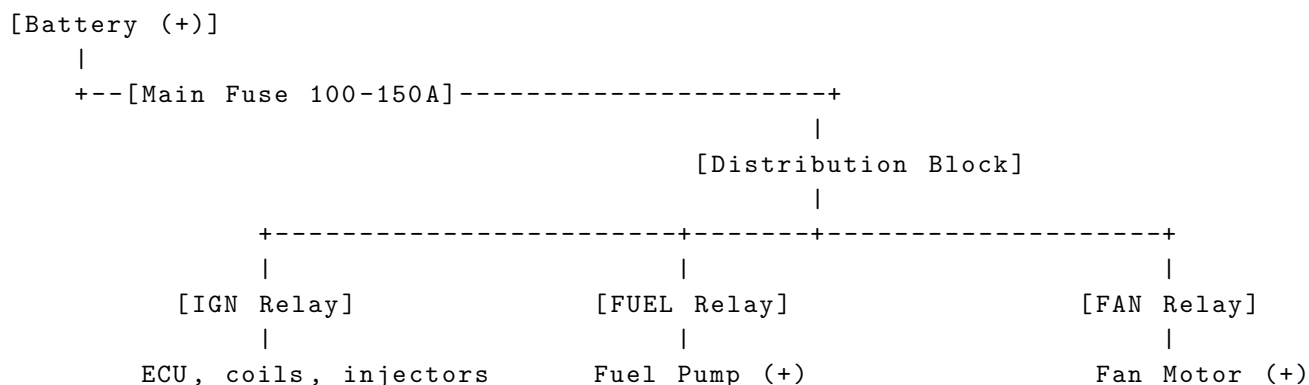 [Battery (+)]
|
+--[Main Fuse 100-150A]----------------------+
|
[Distribution Block]
|
+------------------------+-------+--------------------+
| | |
[IGN Relay] [FUEL Relay] [FAN Relay]
| | |
ECU, coils, injectors Fuel Pump (+) Fan Motor (+)